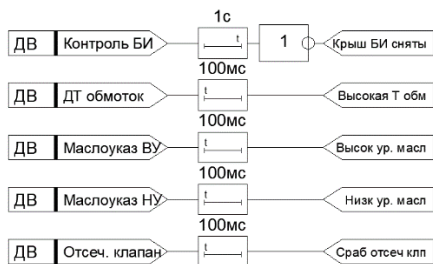 1с
ДВ Контроль БИ t 1 Крыш БИ сняты
100мс
ДВ ДТ обмоток t Высокая Т обм
100мс
ДВ Маслоуказ ВУ t Высок ур. масл
100мс
ДВ Маслоуказ НУ t Низк ур. масл
100мс
ДВ Отсеч. клапан t Сраб отсеч клп